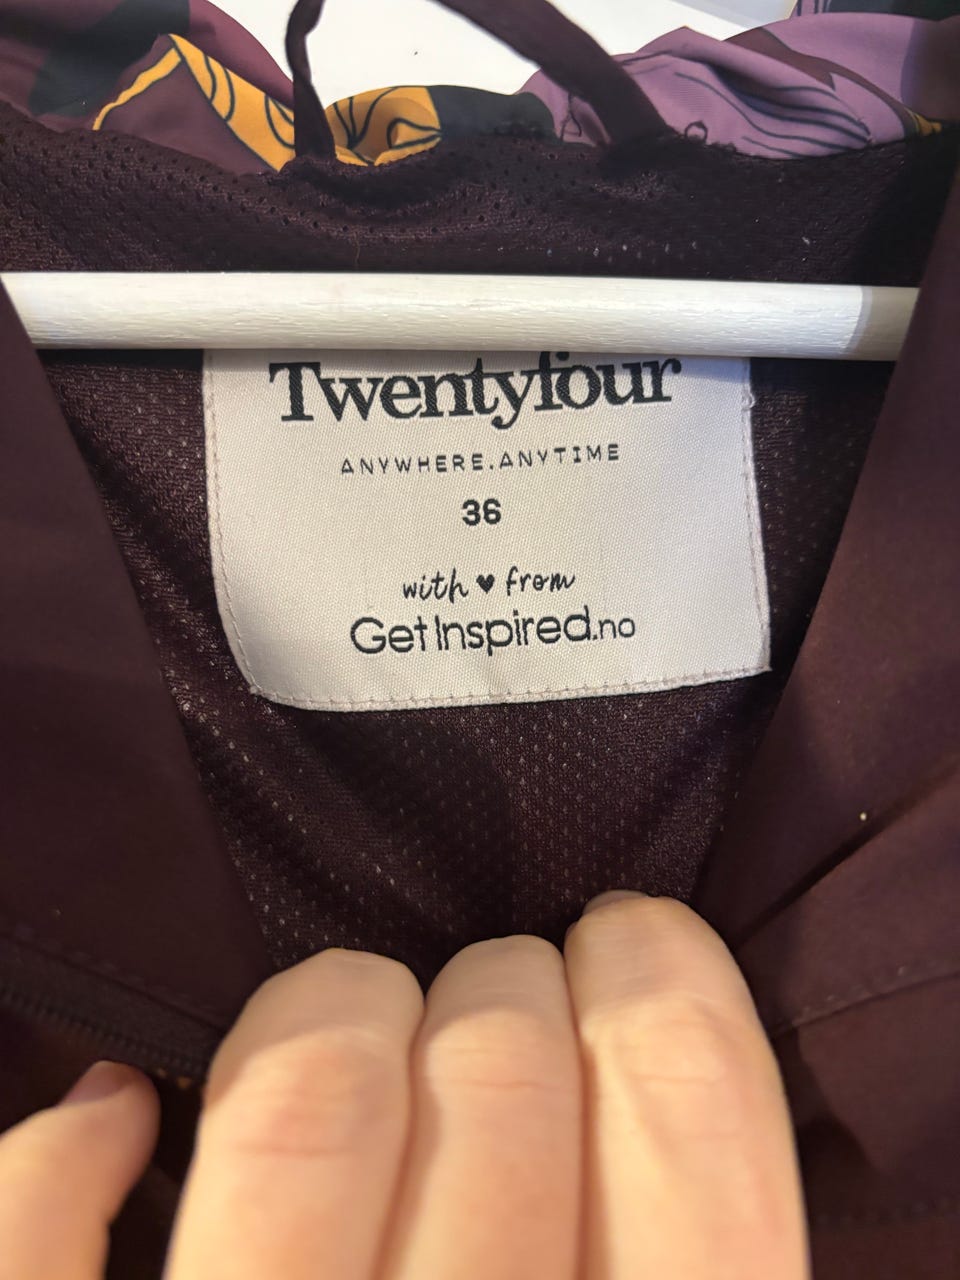 Twentyfour
ANYWHERE.ANYTIME
36
with ♥ from
GetInspired.no